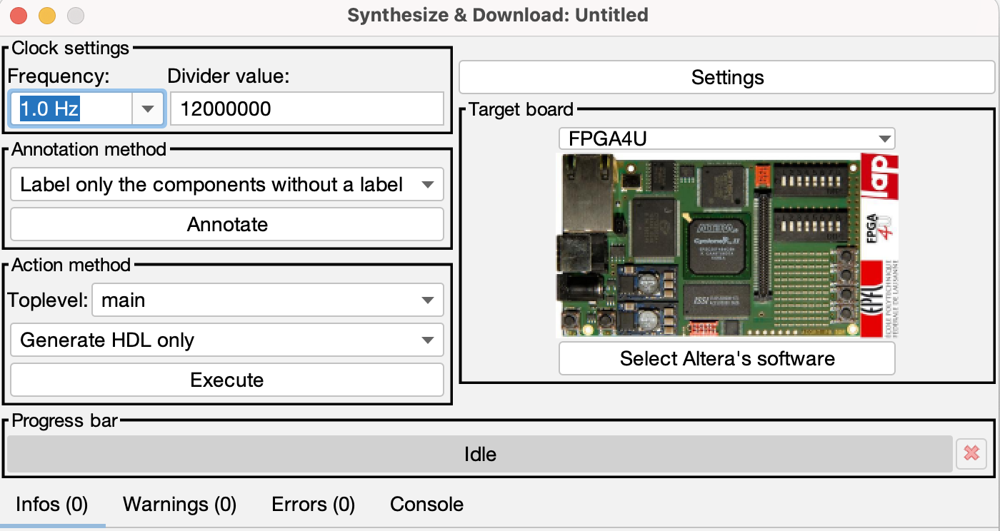 Synthesize & Download: Untitled
Clock settings
Frequency:
Divider value:
1.0 Hz
12000000
Annotation method
Label only the components without a label
Annotate
Action method
Toplevel:
main
Generate HDL only
Execute
Settings
Target board
FPGA4U
ALTERA
Cyclone II
ISSI
lap
FPGA
4U
EPFL
ECOLE POLYTECHNIQUE
FEDERALE DE LAUSANNE
Select Altera's software
Progress bar
Idle
Infos (0)
Warnings (0)
Errors (0)
Console